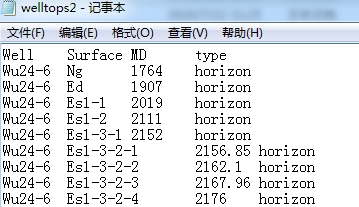 welltops2 - 记事本
文件(F) 编辑(E) 格式(O) 查看(V) 帮助(H)
Well Surface MD type
Wu24-6 Ng 1764 horizon
Wu24-6 Ed 1907 horizon
Wu24-6 Es1-1 2019 horizon
Wu24-6 Es1-2 2111 horizon
Wu24-6 Es1-3-1 2152 horizon
Wu24-6 Es1-3-2-1 2156.85 horizon
Wu24-6 Es1-3-2-2 2162.1 horizon
Wu24-6 Es1-3-2-3 2167.96 horizon
Wu24-6 Es1-3-2-4 2176 horizon